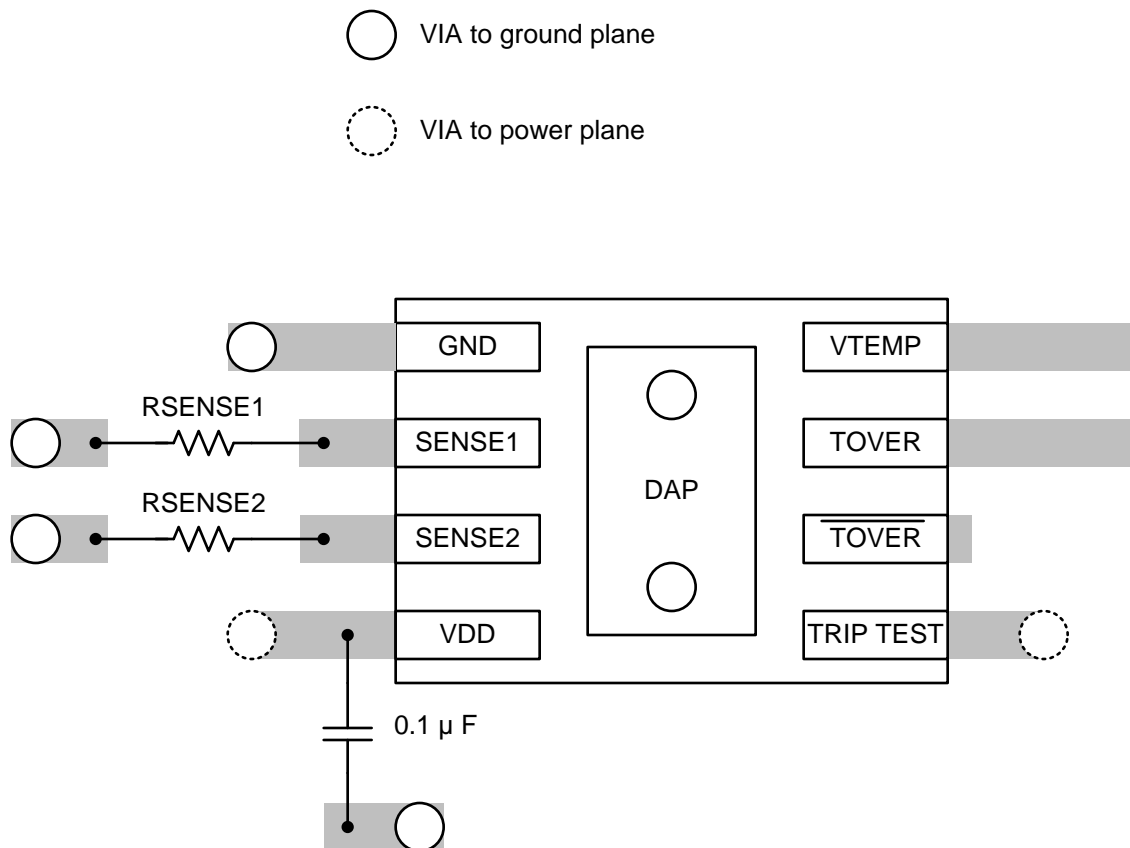 VIA to ground plane
VIA to power plane
GND
VTEMP
RSENSE1
SENSE1
TOVER
DAP
RSENSE2
SENSE2
TOVER
VDD
TRIP TEST
0.1 µ F